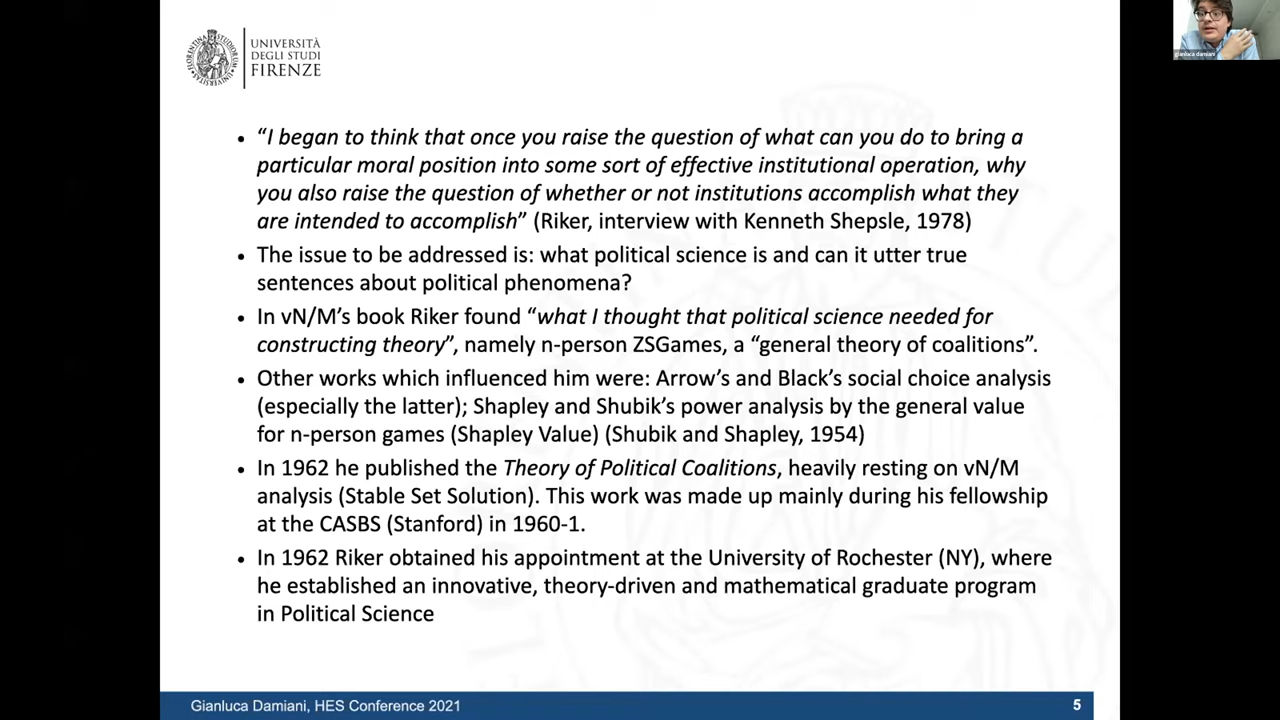 UNIVERSITÀ
DEGLI STUDI
FIRENZE
gianluca damiani
• “I began to think that once you raise the question of what can you do to bring a
particular moral position into some sort of effective institutional operation, why
you also raise the question of whether or not institutions accomplish what they
are intended to accomplish” (Riker, interview with Kenneth Shepsle, 1978)
• The issue to be addressed is: what political science is and can it utter true
sentences about political phenomena?
• In vN/M’s book Riker found “what I thought that political science needed for
constructing theory”, namely n-person ZSGames, a “general theory of coalitions”.
• Other works which influenced him were: Arrow’s and Black’s social choice analysis
(especially the latter); Shapley and Shubik’s power analysis by the general value
for n-person games (Shapley Value) (Shubik and Shapley, 1954)
• In 1962 he published the Theory of Political Coalitions, heavily resting on vN/M
analysis (Stable Set Solution). This work was made up mainly during his fellowship
at the CASBS (Stanford) in 1960-1.
• In 1962 Riker obtained his appointment at the University of Rochester (NY), where
he established an innovative, theory-driven and mathematical graduate program
in Political Science
Gianluca Damiani, HES Conference 2021
5